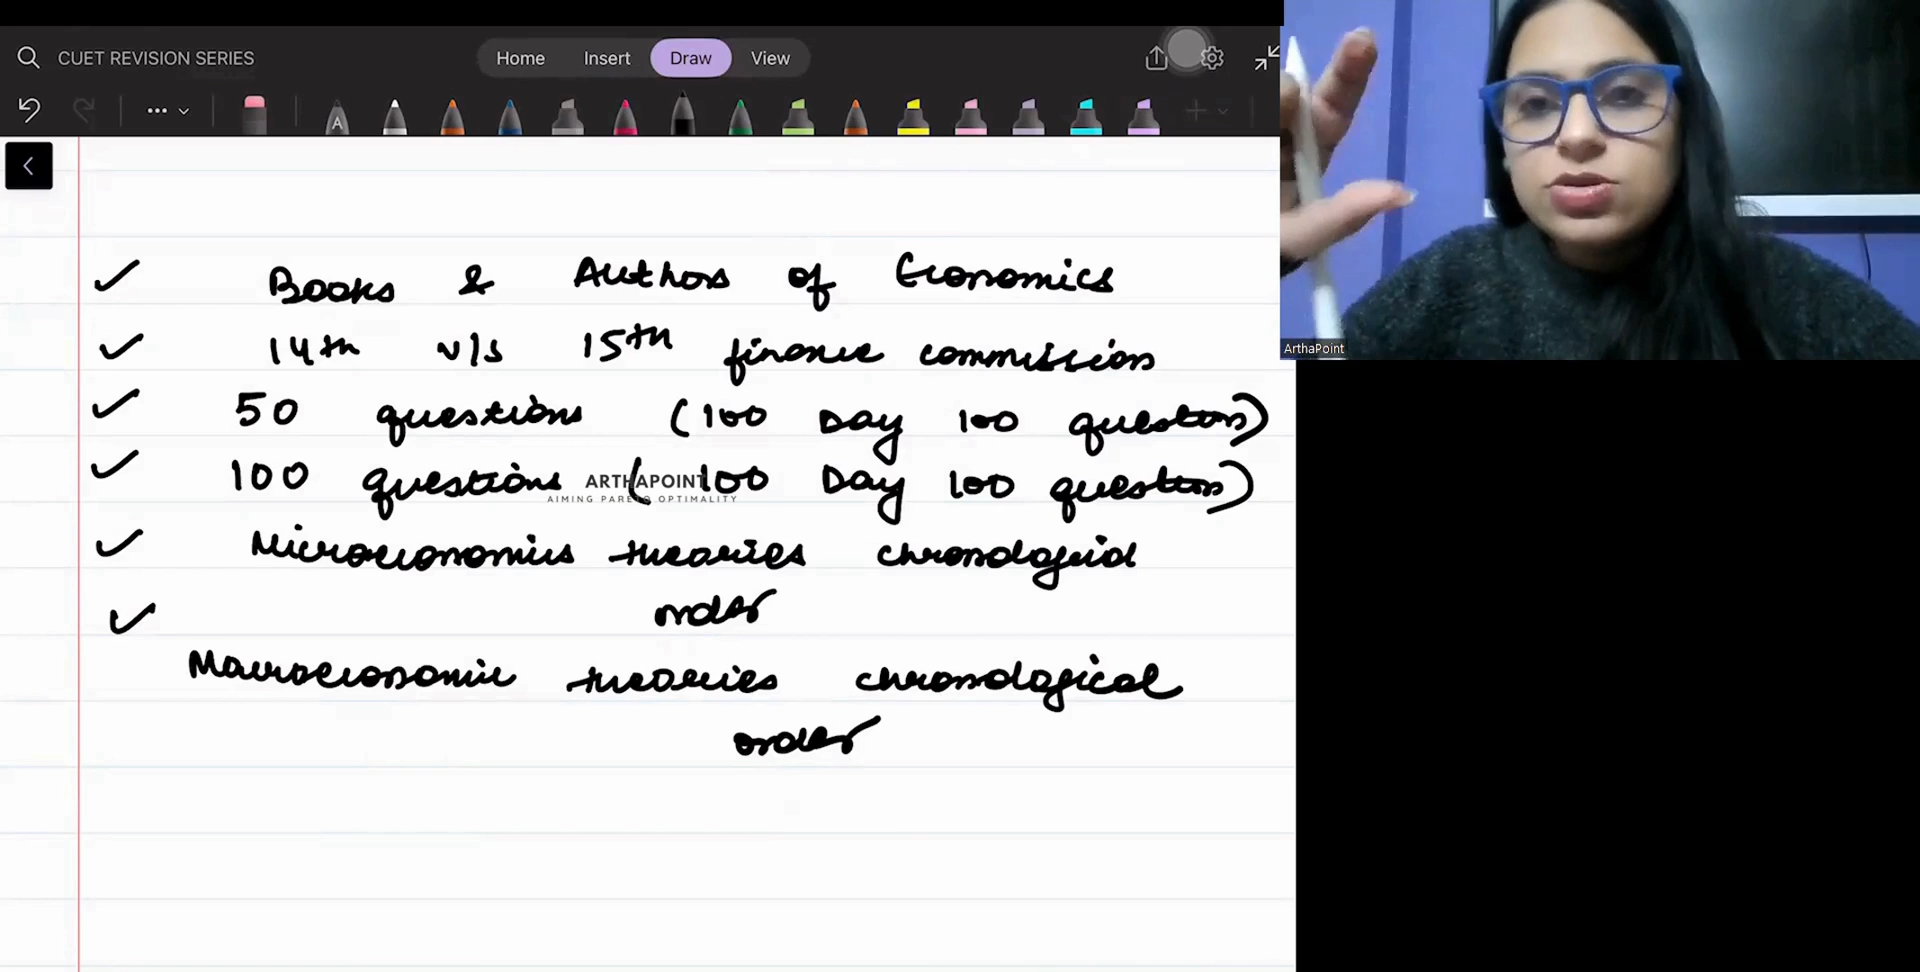 CUET REVISION SERIES
Home Insert Draw View
A
ArthaPoint
Books & Authors of Economics
14th v/s 15th finance commission
50 questions (100 Day 100 questions)
100 questions (100 Day 100 questions)
ARTHAPOINT
AIMING PARETO OPTIMALITY
Microeconomics theories chronological
order
Macroeconomic theories chronological
order